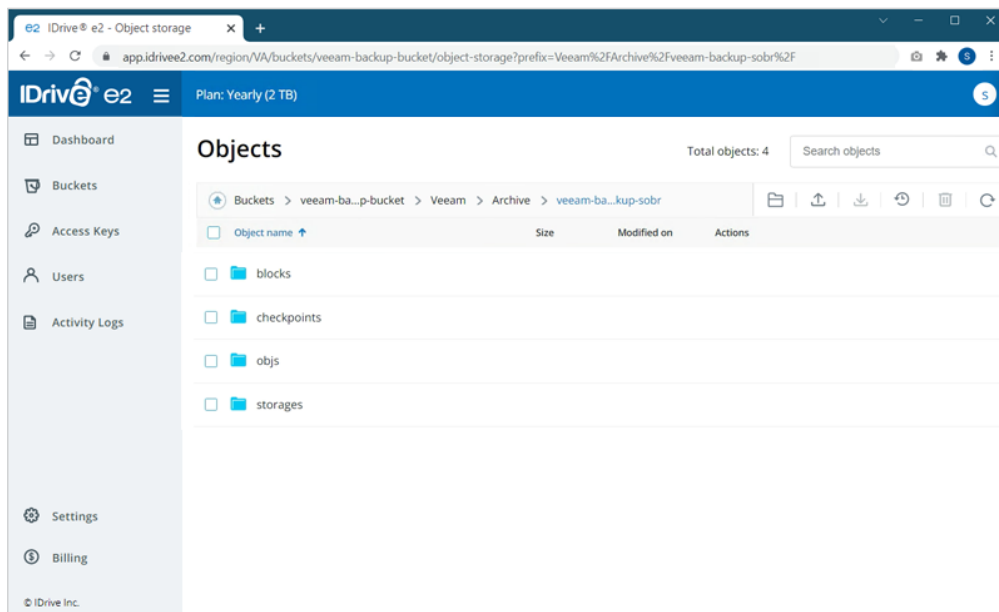 e2 IDrive® e2 - Object storage
app.idrivee2.com/region/VA/buckets/veeam-backup-bucket/object-storage?prefix=Veeam%2FArchive%2Fveeam-backup-sobr%2F
S
IDrive® e2
Plan: Yearly (2 TB)
S
Dashboard
Buckets
Access Keys
Users
Activity Logs
Settings
Billing
© IDrive Inc.
Objects
Total objects: 4
Search objects
Buckets > veeam-ba...p-bucket > Veeam > Archive > veeam-ba...kup-sobr
Object name Size Modified on Actions
blocks
checkpoints
objs
storages